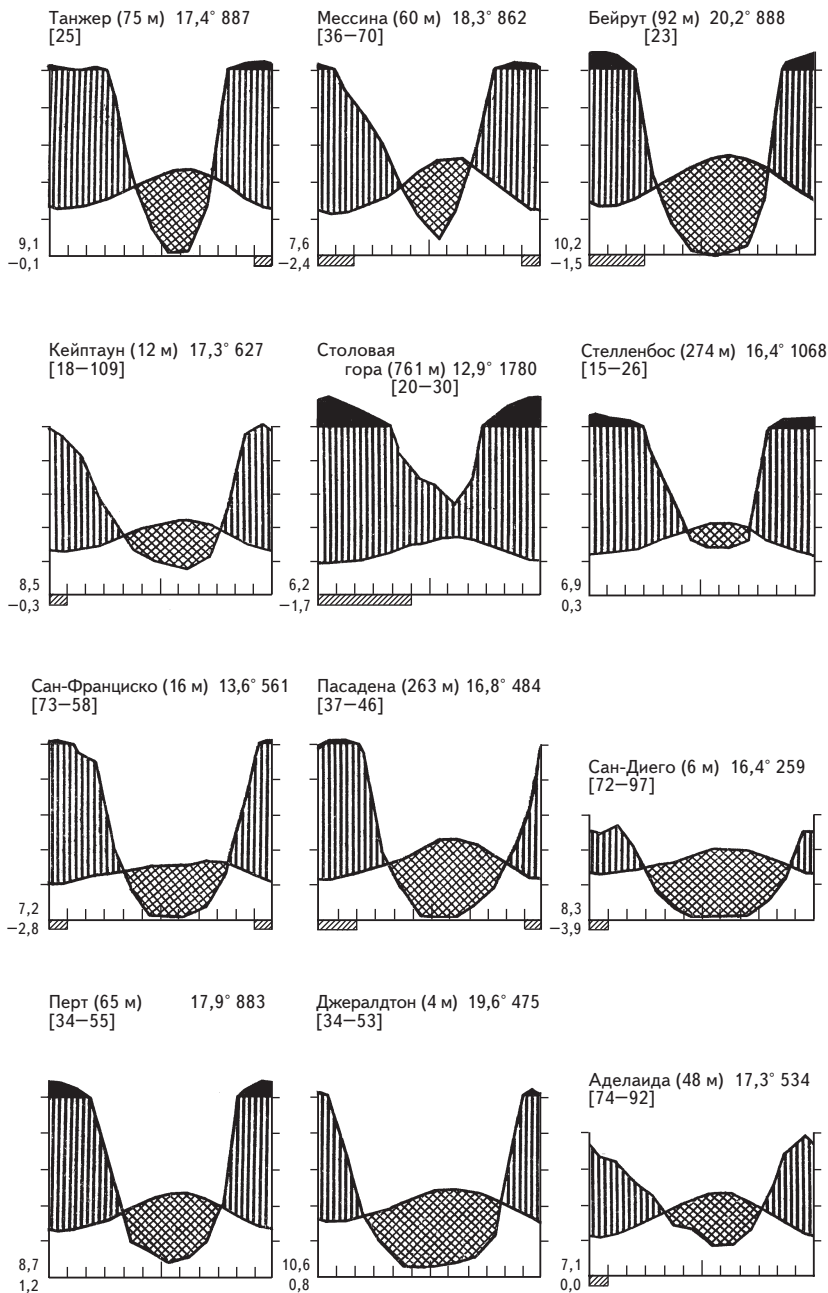 Танжер (75 м) 17,4° 887
[25]
9,1
−0,1
Мессина (60 м) 18,3° 862
[36−70]
7,6
−2,4
Бейрут (92 м) 20,2° 888
[23]
10,2
−1,5
Кейптаун (12 м) 17,3° 627
[18−109]
8,5
−0,3
Столовая
гора (761 м) 12,9° 1780
[20−30]
6,2
−1,7
Стелленбос (274 м) 16,4° 1068
[15−26]
6,9
0,3
Сан-Франциско (16 м) 13,6° 561
[73−58]
7,2
−2,8
Пасадена (263 м) 16,8° 484
[37−46]
Сан-Диего (6 м) 16,4° 259
[72−97]
8,3
−3,9
Перт (65 м) 17,9° 883
[34−55]
8,7
1,2
Джералдтон (4 м) 19,6° 475
[34−53]
10,6
0,8
Аделаида (48 м) 17,3° 534
[74−92]
7,1
0,0